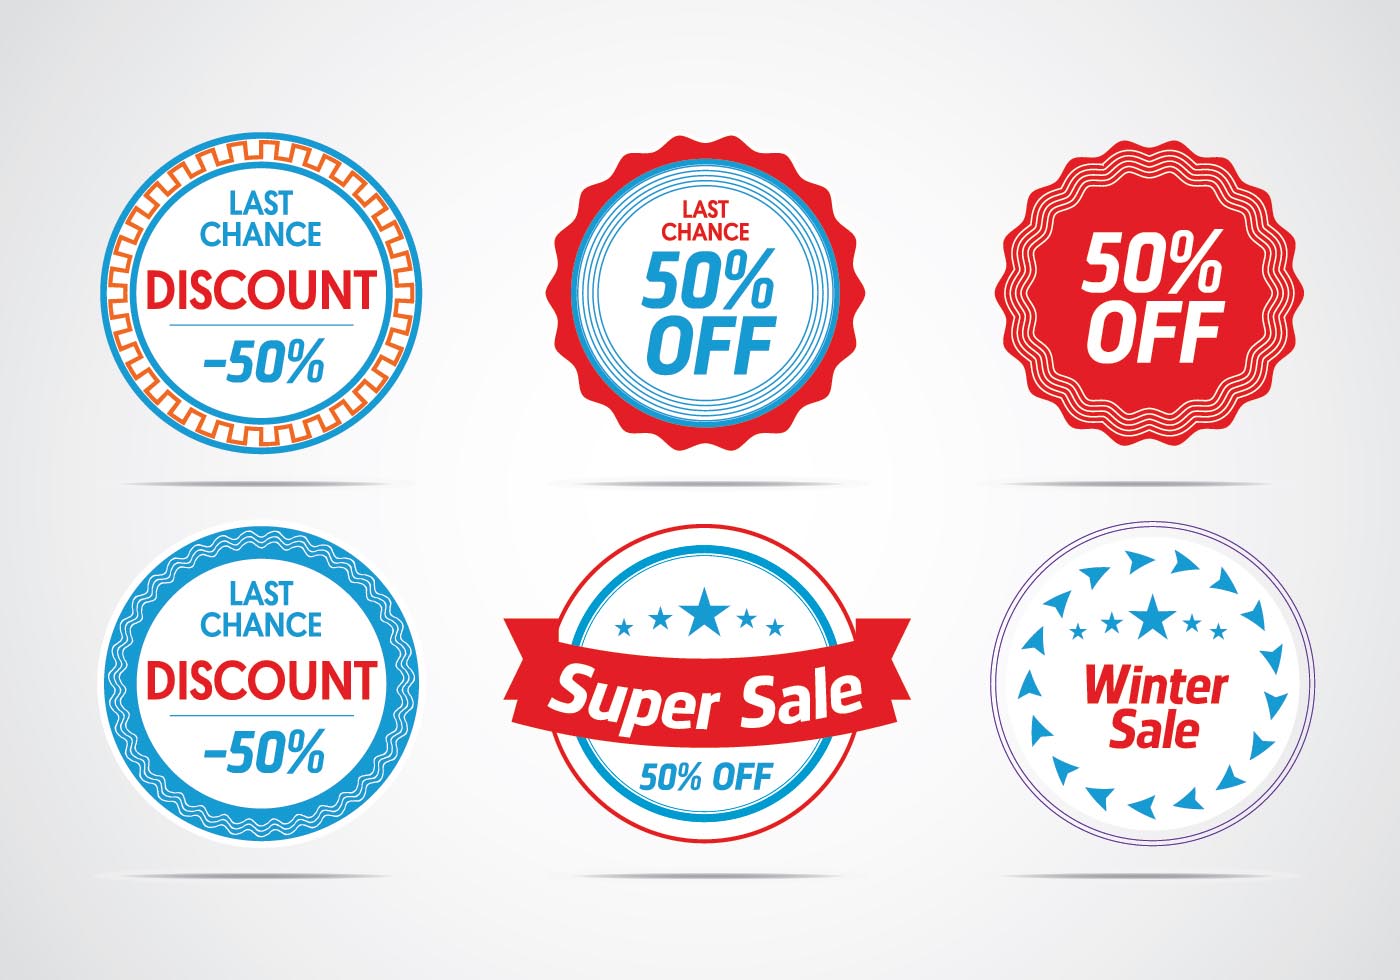 LAST
CHANCE
DISCOUNT
-50%
LAST
CHANCE
50%
OFF
50%
OFF
LAST
CHANCE
DISCOUNT
-50%
Super Sale
50% OFF
Winter
Sale